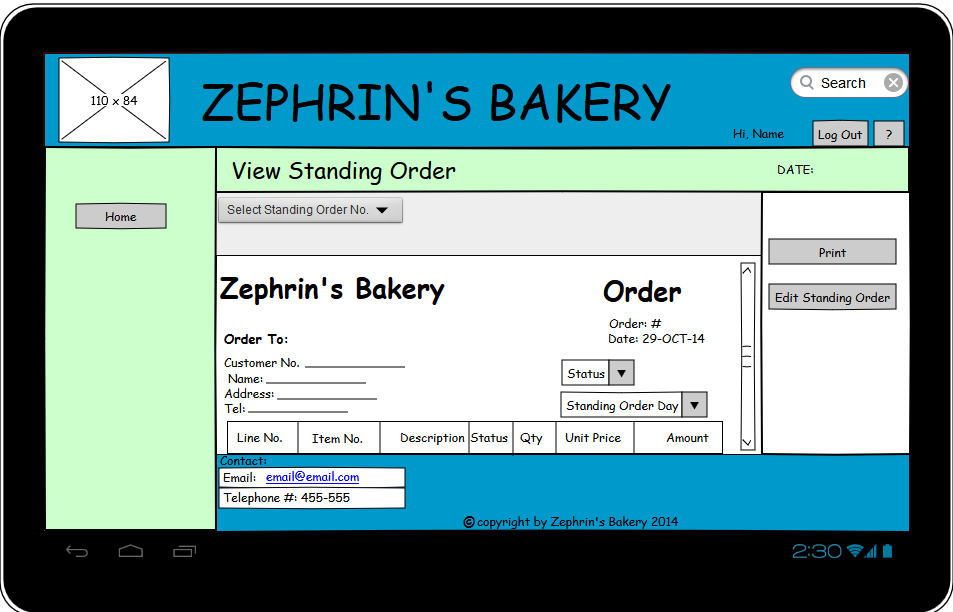 110 x 84
ZEPHRIN'S BAKERY
Search
Hi, Name
Log Out
?
View Standing Order
DATE:
Home
Select Standing Order No.
Print
Edit Standing Order
Zephrin's Bakery
Order
Order: #
Date: 29-OCT-14
Order To:
Customer No.
Name:
Address:
Tel:
Status
Standing Order Day
Line No. Item No. Description Status Qty Unit Price Amount
Contact:
Email: email@email.com
Telephone #: 455-555
© copyright by Zephrin's Bakery 2014
2:30